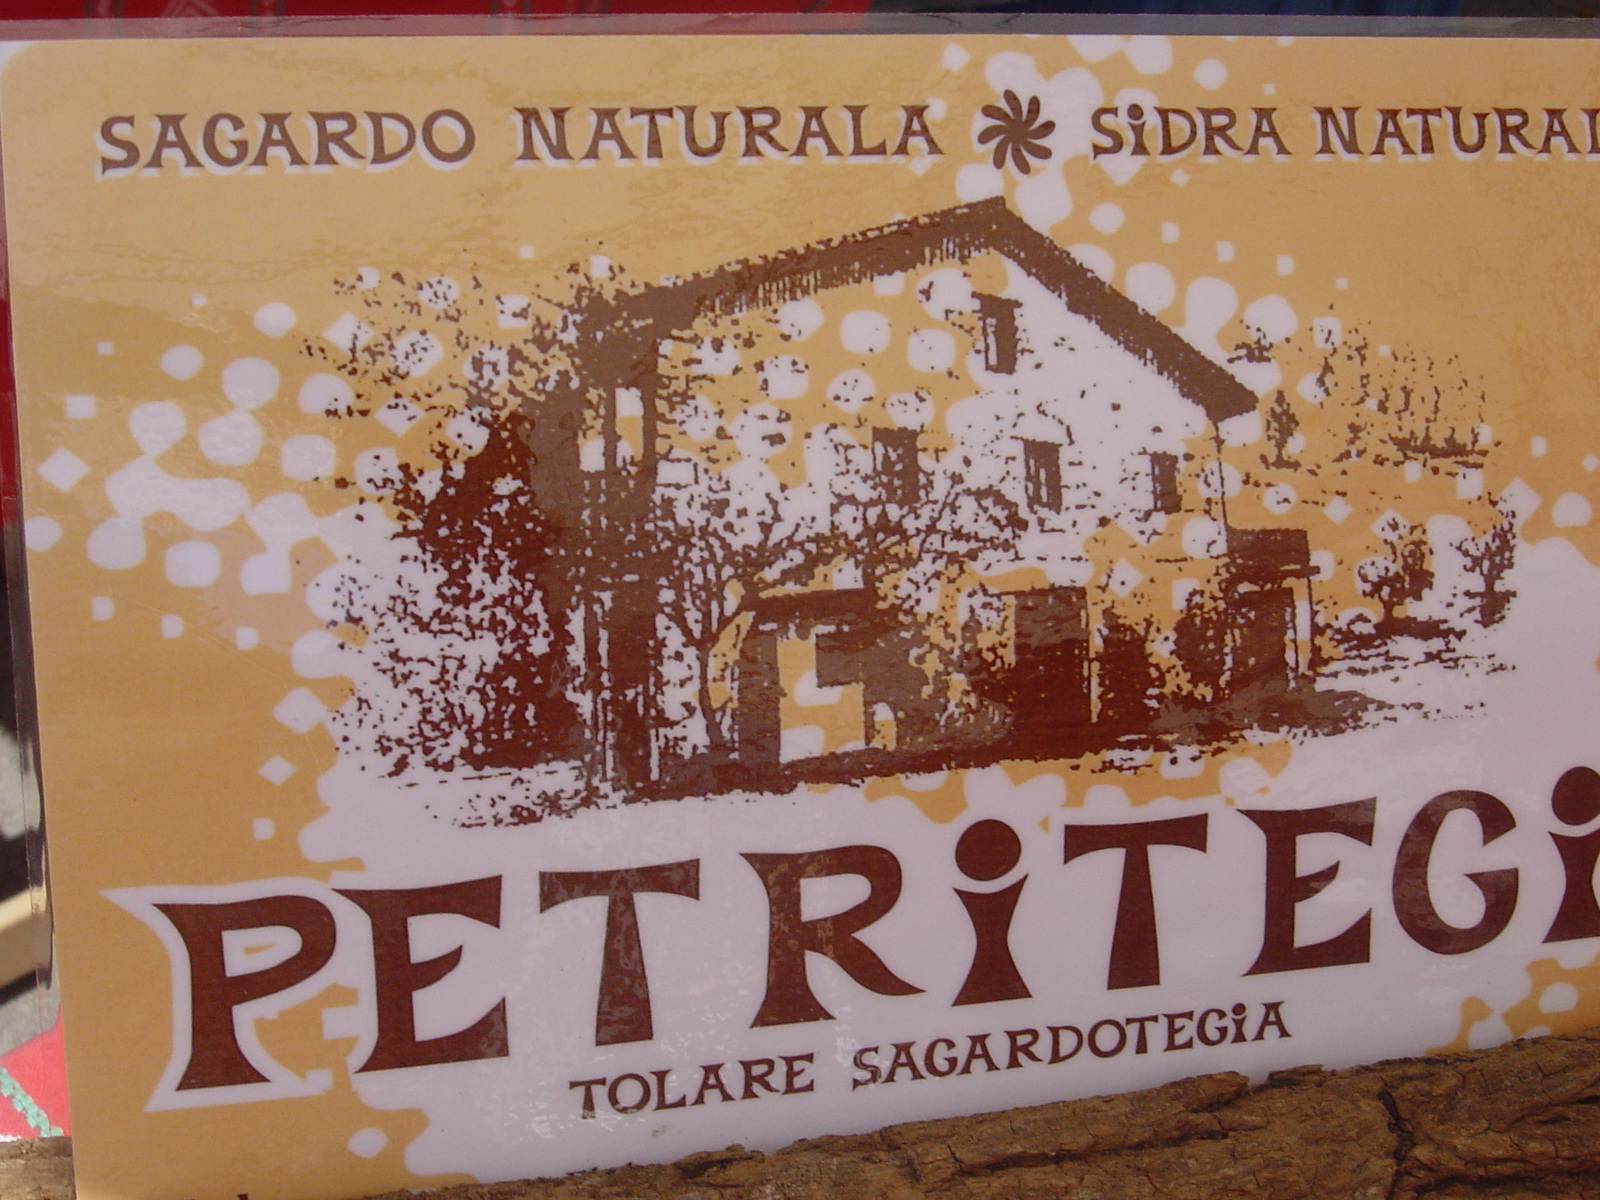 SAGARDO NATURALA SiDRA NATURAL
PETRiTEGi
TOLARE SAGARDOTEGiA